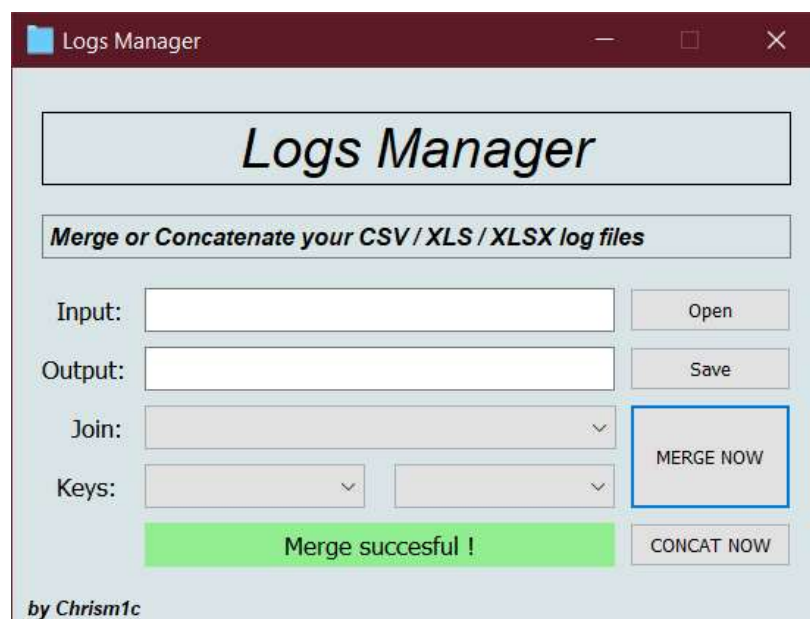 Logs Manager
Logs Manager
Merge or Concatenate your CSV / XLS / XLSX log files
Input: Open
Output: Save
Join:
MERGE NOW
Keys:
Merge succesful ! CONCAT NOW
by Chrism1c